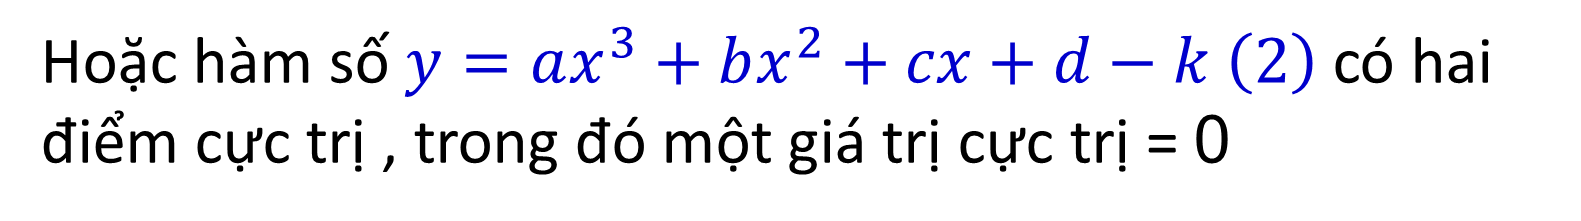 Hoặc hàm số y = ax³ + bx² + cx + d − k (2) có hai
điểm cực trị , trong đó một giá trị cực trị = 0